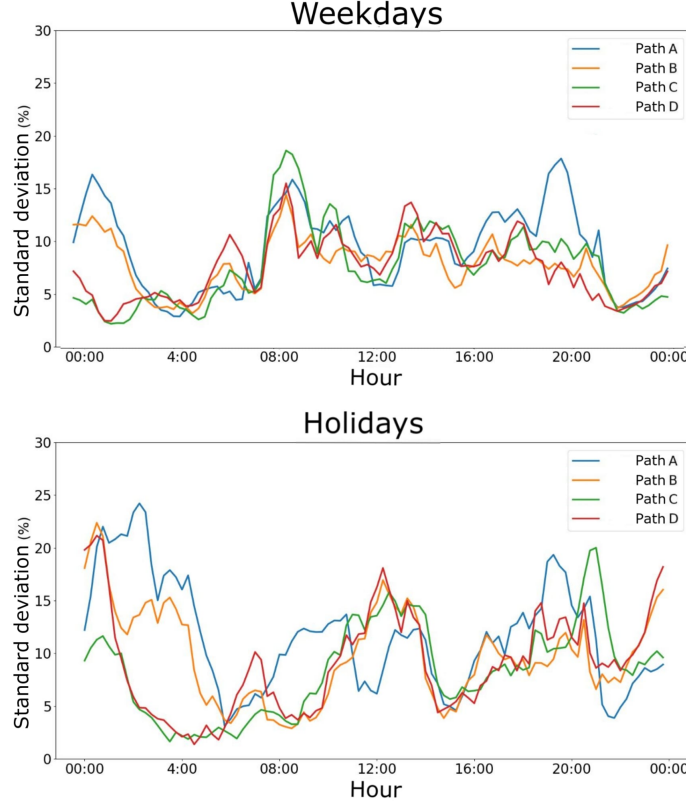 Weekdays
30
25
20
15
10
5
0
Standard deviation (%)
Path A
Path B
Path C
Path D
00:00 4:00 08:00 12:00 16:00 20:00 00:00
Hour
Holidays
30
25
20
15
10
5
0
Standard deviation (%)
Path A
Path B
Path C
Path D
00:00 4:00 08:00 12:00 16:00 20:00 00:00
Hour